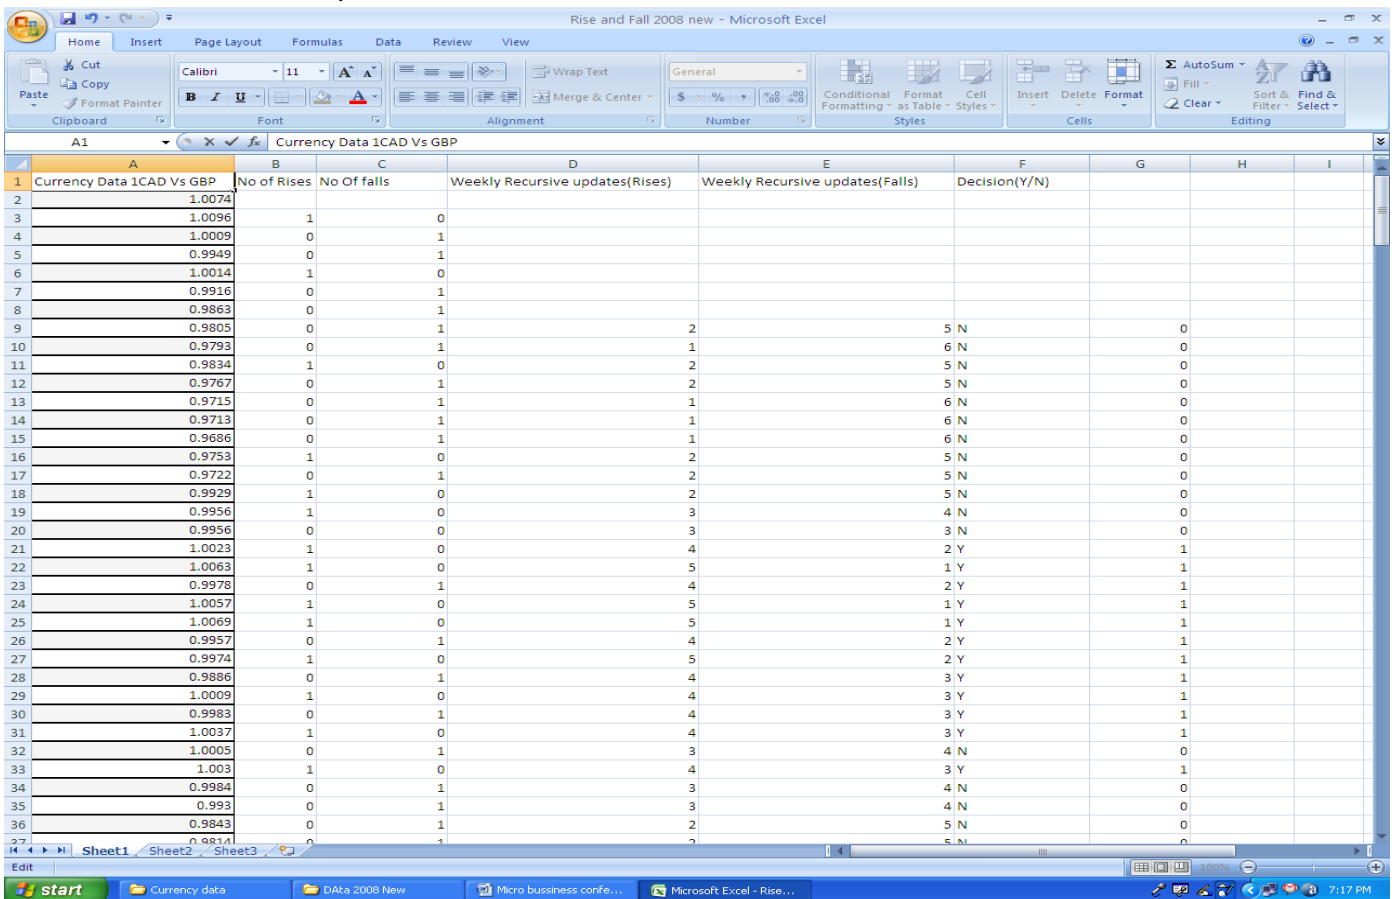 Rise and Fall 2008 new - Microsoft Excel
Home Insert Page Layout Formulas Data Review View
Cut
Copy
Format Painter
Paste
Clipboard
Calibri 11
B I U
Font
Wrap Text
Merge & Center
Alignment
General
$ % ,
Number
Conditional Formatting
Format as Table
Cell Styles
Styles
Insert Delete Format
Cells
Σ AutoSum
Fill
Clear
Sort & Filter
Find & Select
Editing
A1 fx Currency Data 1CAD Vs GBP
A B C D E F G H I
1 Currency Data 1CAD Vs GBP No of Rises No Of falls Weekly Recursive updates(Rises) Weekly Recursive updates(Falls) Decision(Y/N)
2 1.0074
3 1.0096 1 0
4 1.0009 0 1
5 0.9949 0 1
6 1.0014 1 0
7 0.9916 0 1
8 0.9863 0 1
9 0.9805 0 1 2 5 N 0
10 0.9793 0 1 1 6 N 0
11 0.9834 1 0 2 5 N 0
12 0.9767 0 1 2 5 N 0
13 0.9715 0 1 1 6 N 0
14 0.9713 0 1 1 6 N 0
15 0.9686 0 1 1 6 N 0
16 0.9753 1 0 2 5 N 0
17 0.9722 0 1 2 5 N 0
18 0.9929 1 0 2 5 N 0
19 0.9956 1 0 3 4 N 0
20 0.9956 0 0 3 3 N 0
21 1.0023 1 0 4 2 Y 1
22 1.0063 1 0 5 1 Y 1
23 0.9978 0 1 4 2 Y 1
24 1.0057 1 0 5 1 Y 1
25 1.0069 1 0 5 1 Y 1
26 0.9957 0 1 4 2 Y 1
27 0.9974 1 0 5 2 Y 1
28 0.9886 0 1 4 3 Y 1
29 1.0009 1 0 4 3 Y 1
30 0.9983 0 1 4 3 Y 1
31 1.0037 1 0 4 3 Y 1
32 1.0005 0 1 3 4 N 0
33 1.003 1 0 4 3 Y 1
34 0.9984 0 1 3 4 N 0
35 0.993 0 1 3 4 N 0
36 0.9843 0 1 2 5 N 0
37 0.9814 0 1 2 5 N 0
Sheet1 Sheet2 Sheet3
Edit 100%
start Currency data DAta 2008 New Micro bussiness confe... Microsoft Excel - Rise... 7:17 PM